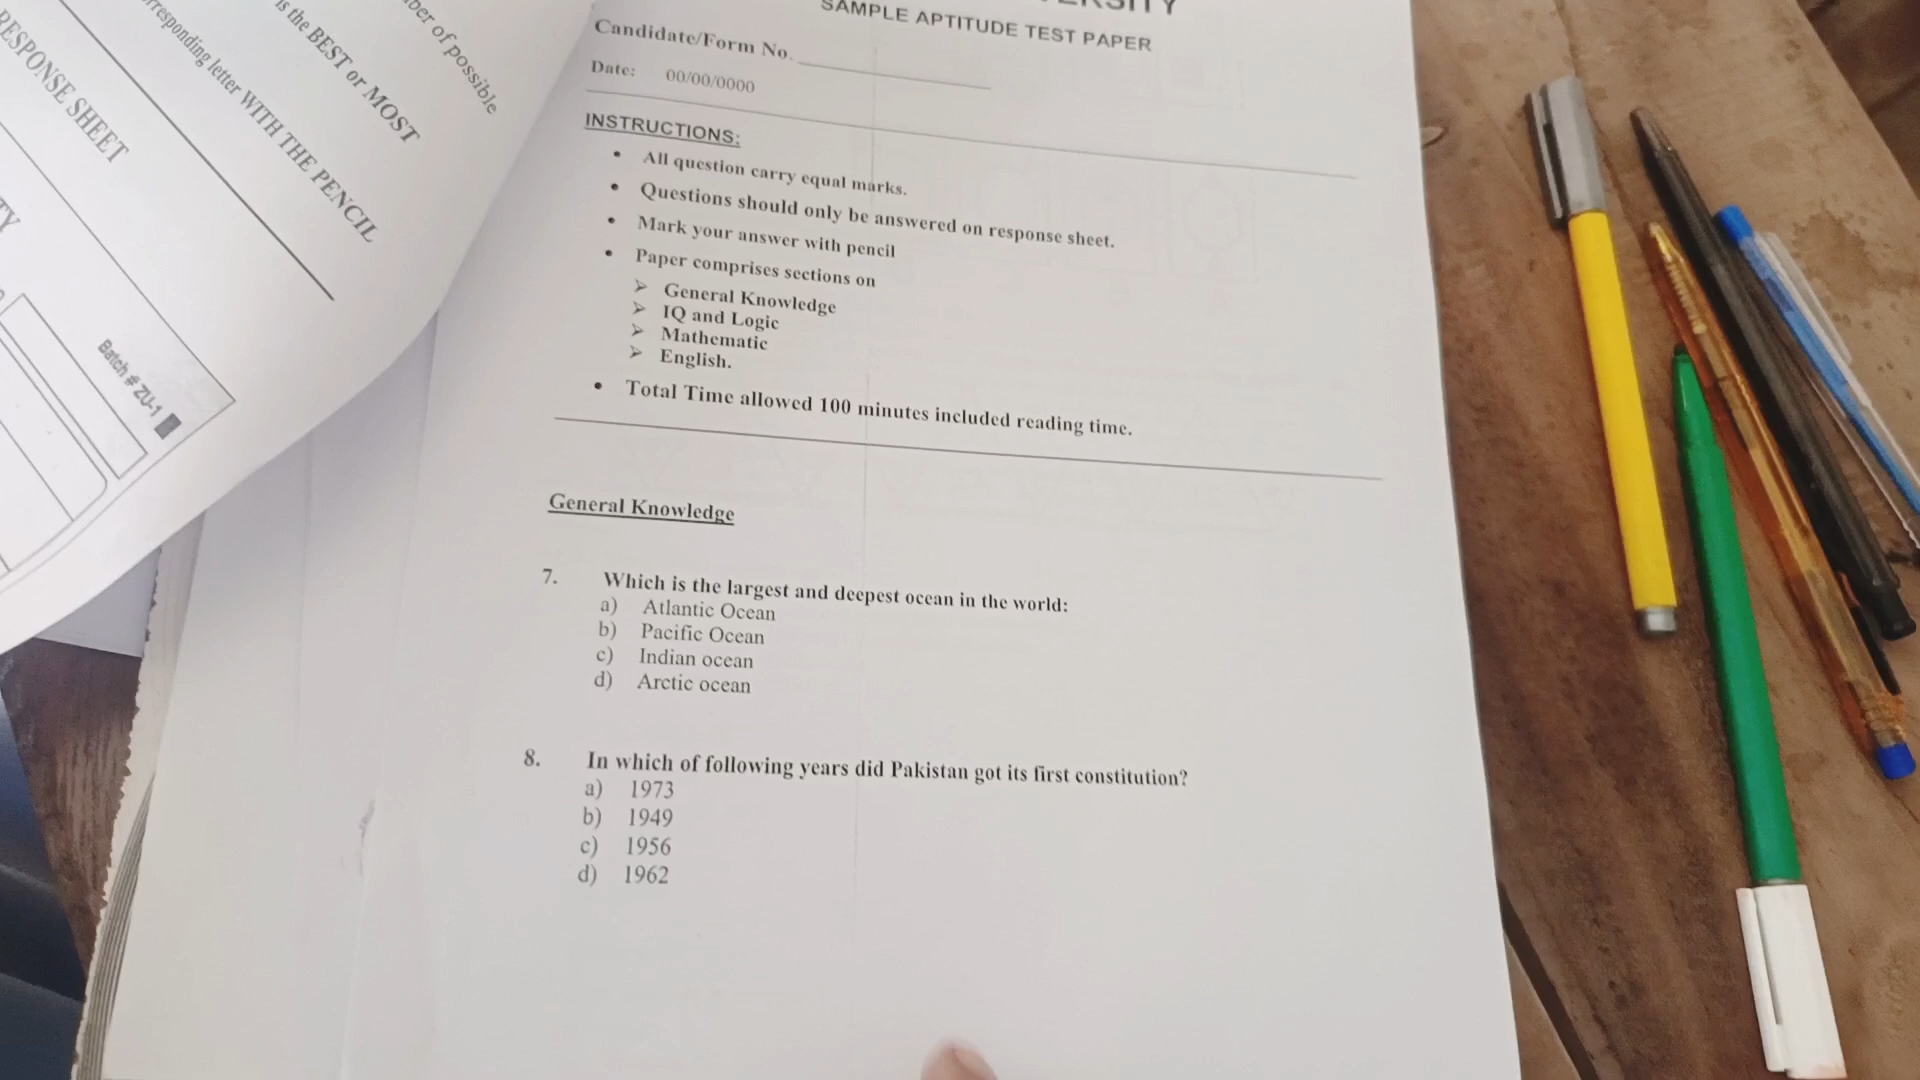 RESPONSE SHEET
is the BEST or MOST
letter WITH THE PENCIL
of possible
Batch # ZU-1
SAMPLE APTITUDE TEST PAPER
Candidate/Form No.
Date: 00/00/0000
INSTRUCTIONS:
• All question carry equal marks.
• Questions should only be answered on response sheet.
• Mark your answer with pencil
• Paper comprises sections on
➢ General Knowledge
➢ IQ and Logic
➢ Mathematic
➢ English.
• Total Time allowed 100 minutes included reading time.
General Knowledge
7. Which is the largest and deepest ocean in the world:
a) Atlantic Ocean
b) Pacific Ocean
c) Indian ocean
d) Arctic ocean
8. In which of following years did Pakistan got its first constitution?
a) 1973
b) 1949
c) 1956
d) 1962